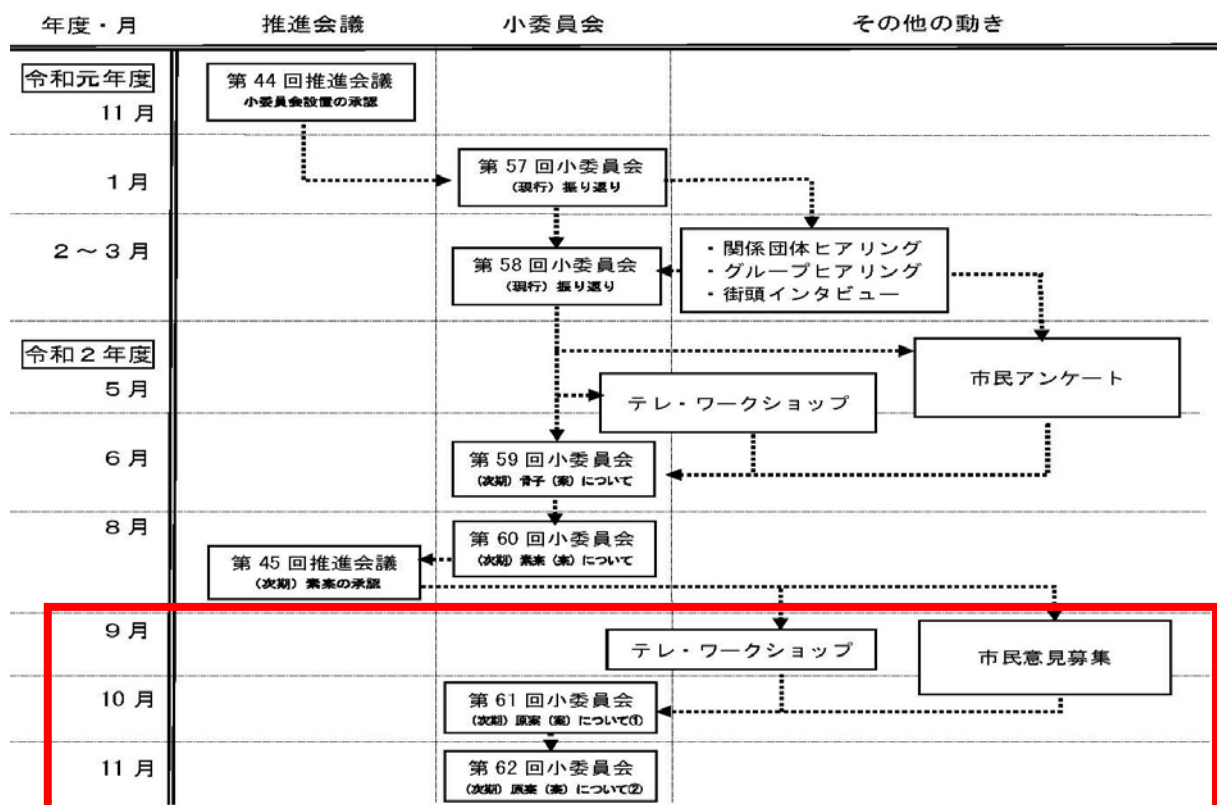 年度・月 推進会議 小委員会 その他の動き
令和元年度
11 月
第 44 回推進会議
小委員会設置の承認
1 月
第 57 回小委員会
(現行) 振り返り
2 ～ 3 月
第 58 回小委員会
(現行) 振り返り
・関係団体ヒアリング
・グループヒアリング
・街頭インタビュー
令和２年度
5 月
テレ・ワークショップ
市民アンケート
6 月
第 59 回小委員会
(次期) 骨子 (案) について
8 月
第 60 回小委員会
(次期) 素案 (案) について
第 45 回推進会議
(次期) 素案の承認
9 月
テレ・ワークショップ
市民意見募集
10 月
第 61 回小委員会
(次期) 原案 (案) について①
11 月
第 62 回小委員会
(次期) 原案 (案) について②